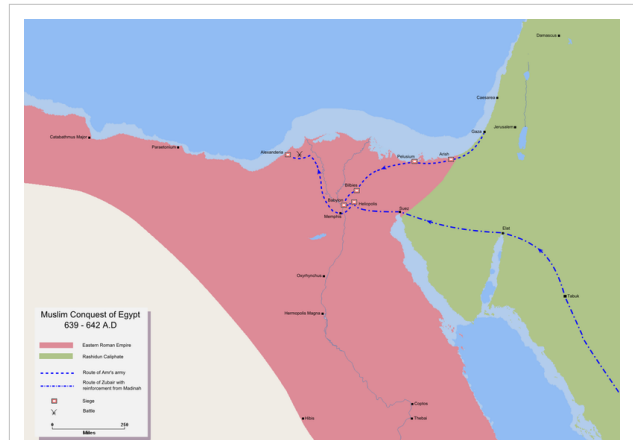 Damascus
Caesarea
Catabathmus Major
Paraetonium
Alexandria
Gaza
Jerusalem
Pelusium
Arish
Bilbies
Babylon
Heliopolis
Memphis
Suez
Elat
Tabuk
Oxyrhynchus
Hermopolis Magna
Coptos
Thebes
Hibis
Muslim Conquest of Egypt
639 - 642 A.D
Eastern Roman Empire
Rashidun Caliphate
Route of Amr's army
Route of Zubair with
reinforcement from Madinah
Siege
Battle
0 250
Miles